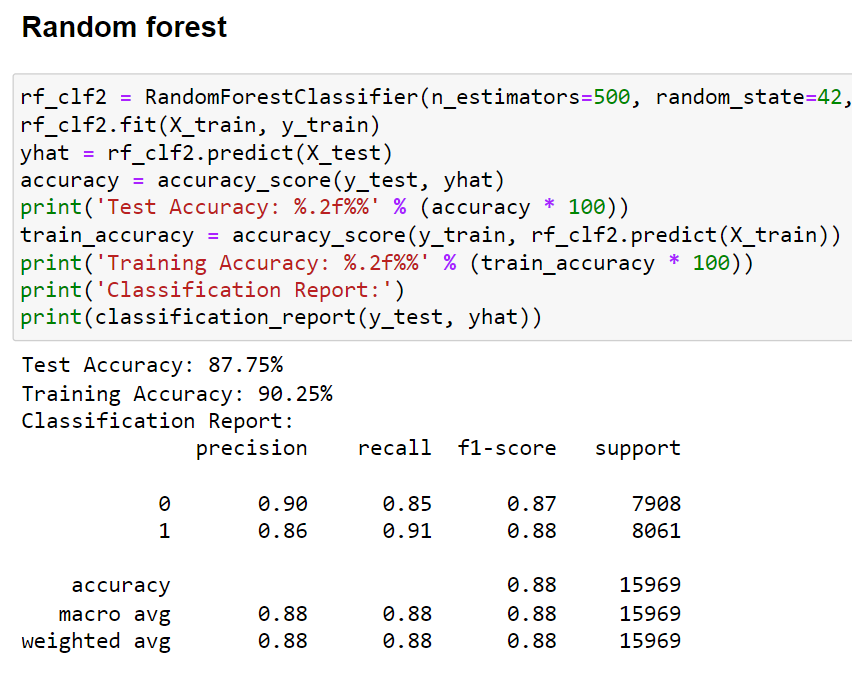 Random forest
rf_clf2 = RandomForestClassifier(n_estimators=500, random_state=42,
rf_clf2.fit(X_train, y_train)
yhat = rf_clf2.predict(X_test)
accuracy = accuracy_score(y_test, yhat)
print('Test Accuracy: %.2f%%' % (accuracy * 100))
train_accuracy = accuracy_score(y_train, rf_clf2.predict(X_train))
print('Training Accuracy: %.2f%%' % (train_accuracy * 100))
print('Classification Report:')
print(classification_report(y_test, yhat))
Test Accuracy: 87.75%
Training Accuracy: 90.25%
Classification Report:
precision recall f1-score support
0 0.90 0.85 0.87 7908
1 0.86 0.91 0.88 8061
accuracy 0.88 15969
macro avg 0.88 0.88 0.88 15969
weighted avg 0.88 0.88 0.88 15969